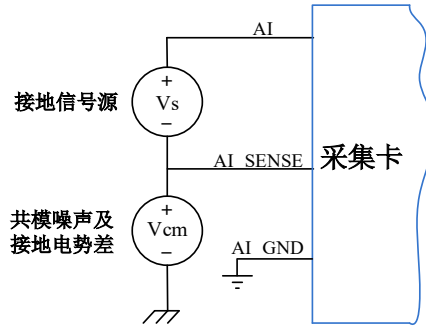 AI
+
接地信号源
Vs
−
AI SENSE
采集卡
+
共模噪声及
Vcm
接地电势差
−
AI GND